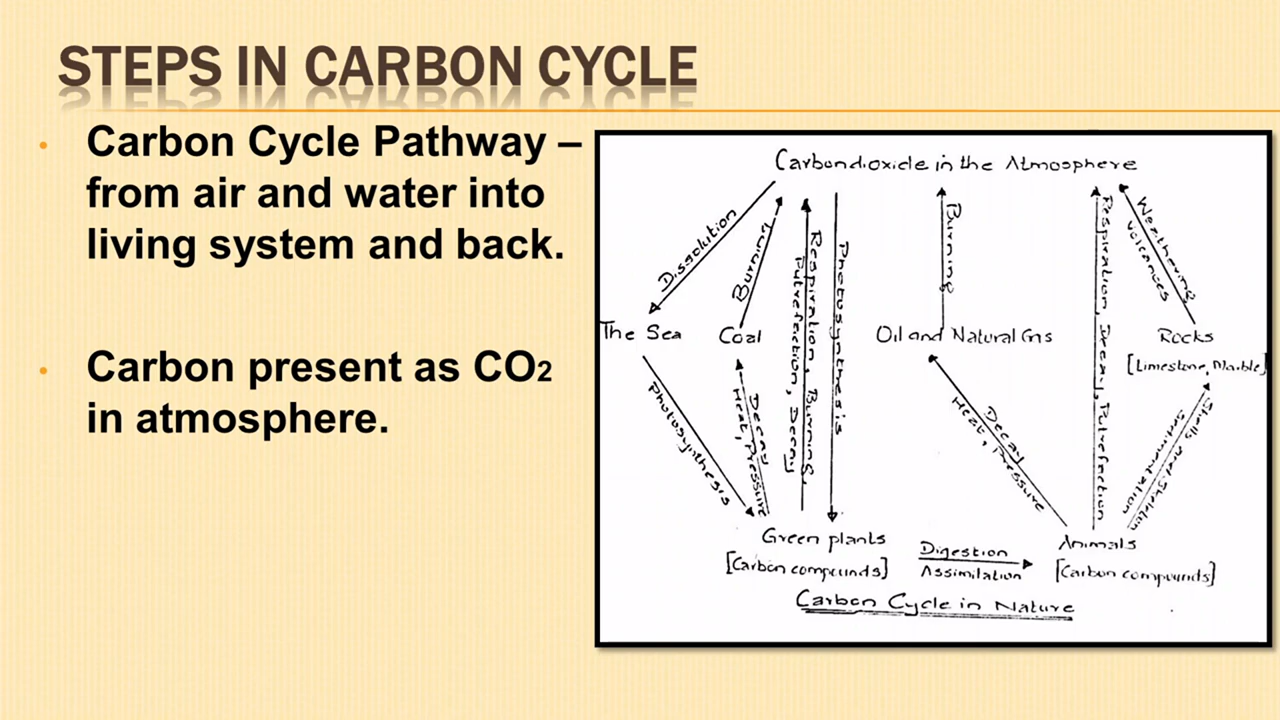 STEPS IN CARBON CYCLE
• Carbon Cycle Pathway –
from air and water into
living system and back.
• Carbon present as CO2
in atmosphere.
Carbondioxide in the Atmosphere
Dissolution
Burning
Respiration, Burning,
Putrefaction, Decay
Photosynthesis
Burning
Respiration, Decay, Putrefaction
Weathering
Volcanoes
The Sea
Coal
Oil and Natural Gas
Rocks
[Limestone, Marble]
Photosynthesis
Decay
Heat, Pressure
Decay
Heat, Pressure
Shells and Skeleton
Sedimentation
Green plants
[Carbon compounds]
Digestion
Assimilation
Animals
[Carbon compounds]
Carbon Cycle in Nature